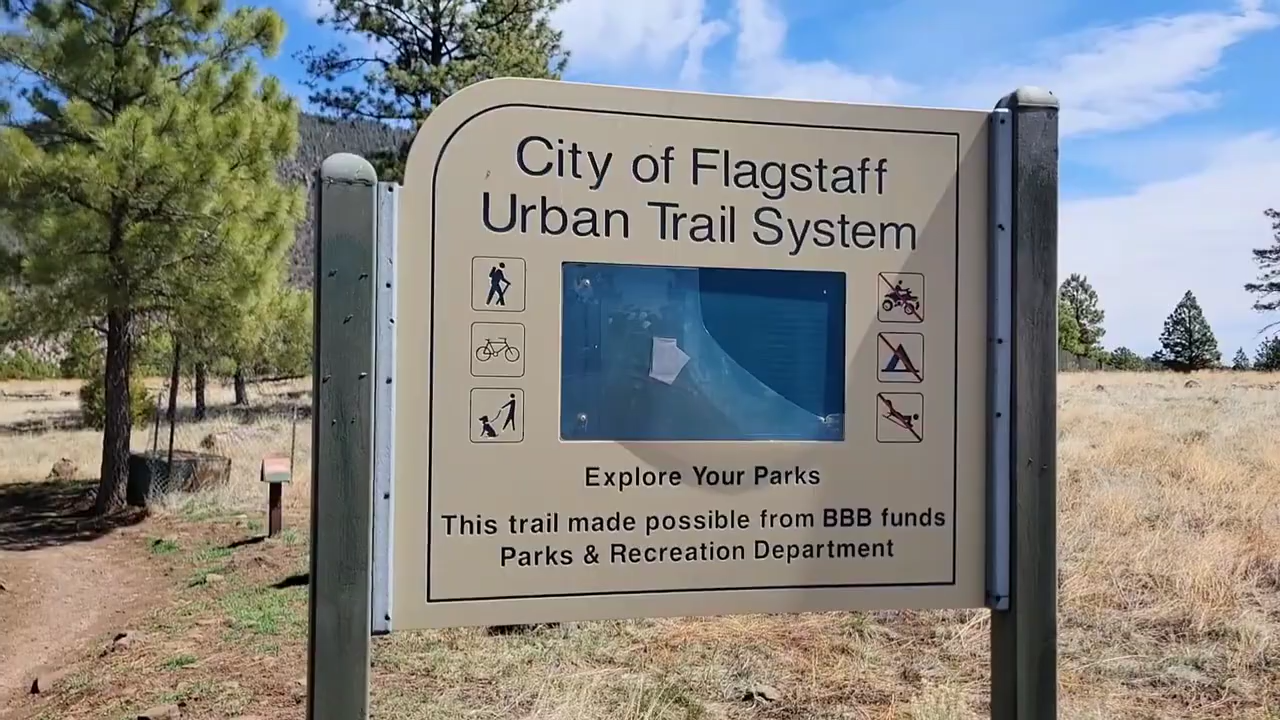 City of Flagstaff
Urban Trail System
Explore Your Parks
This trail made possible from BBB funds
Parks & Recreation Department